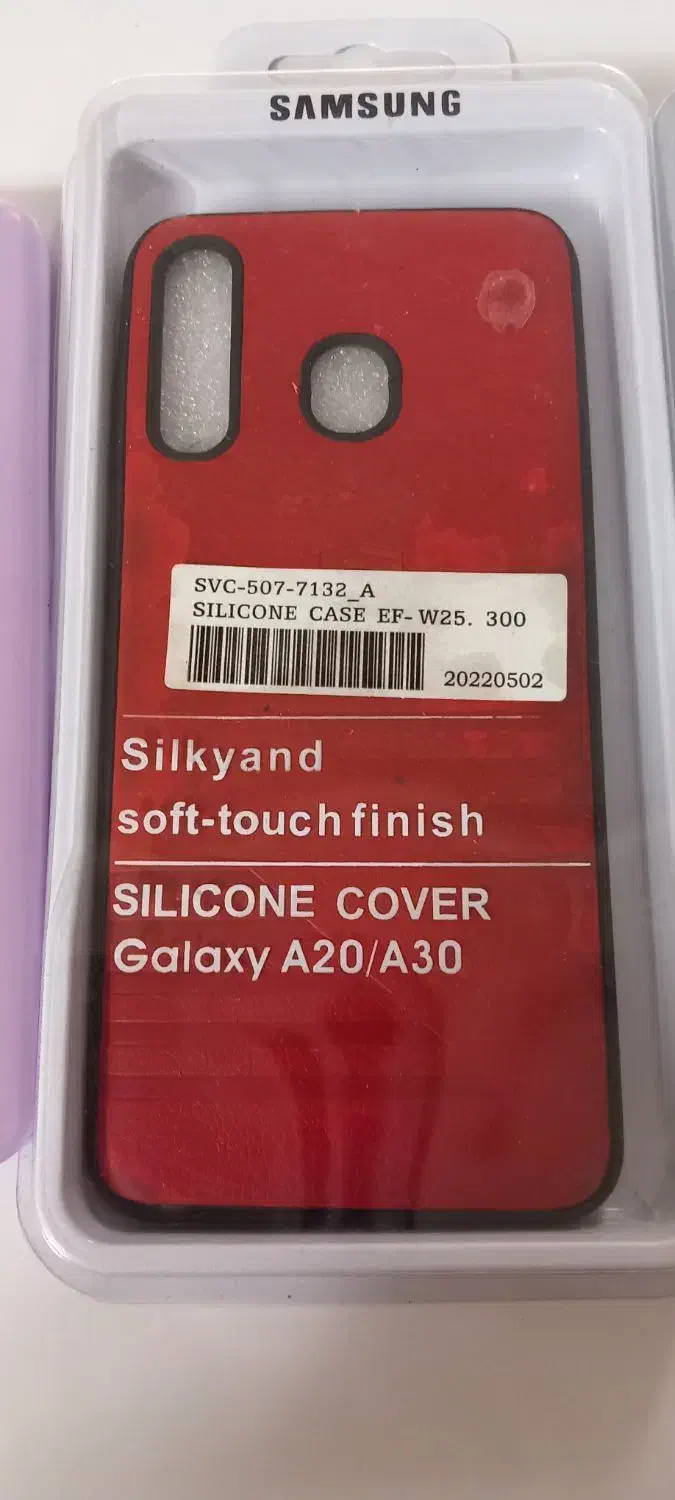 SAMSUNG
SVC-507-7132_A
SILICONE CASE EF-W25. 300
20220502
Silkyand
soft-touch finish
SILICONE COVER
Galaxy A20/A30